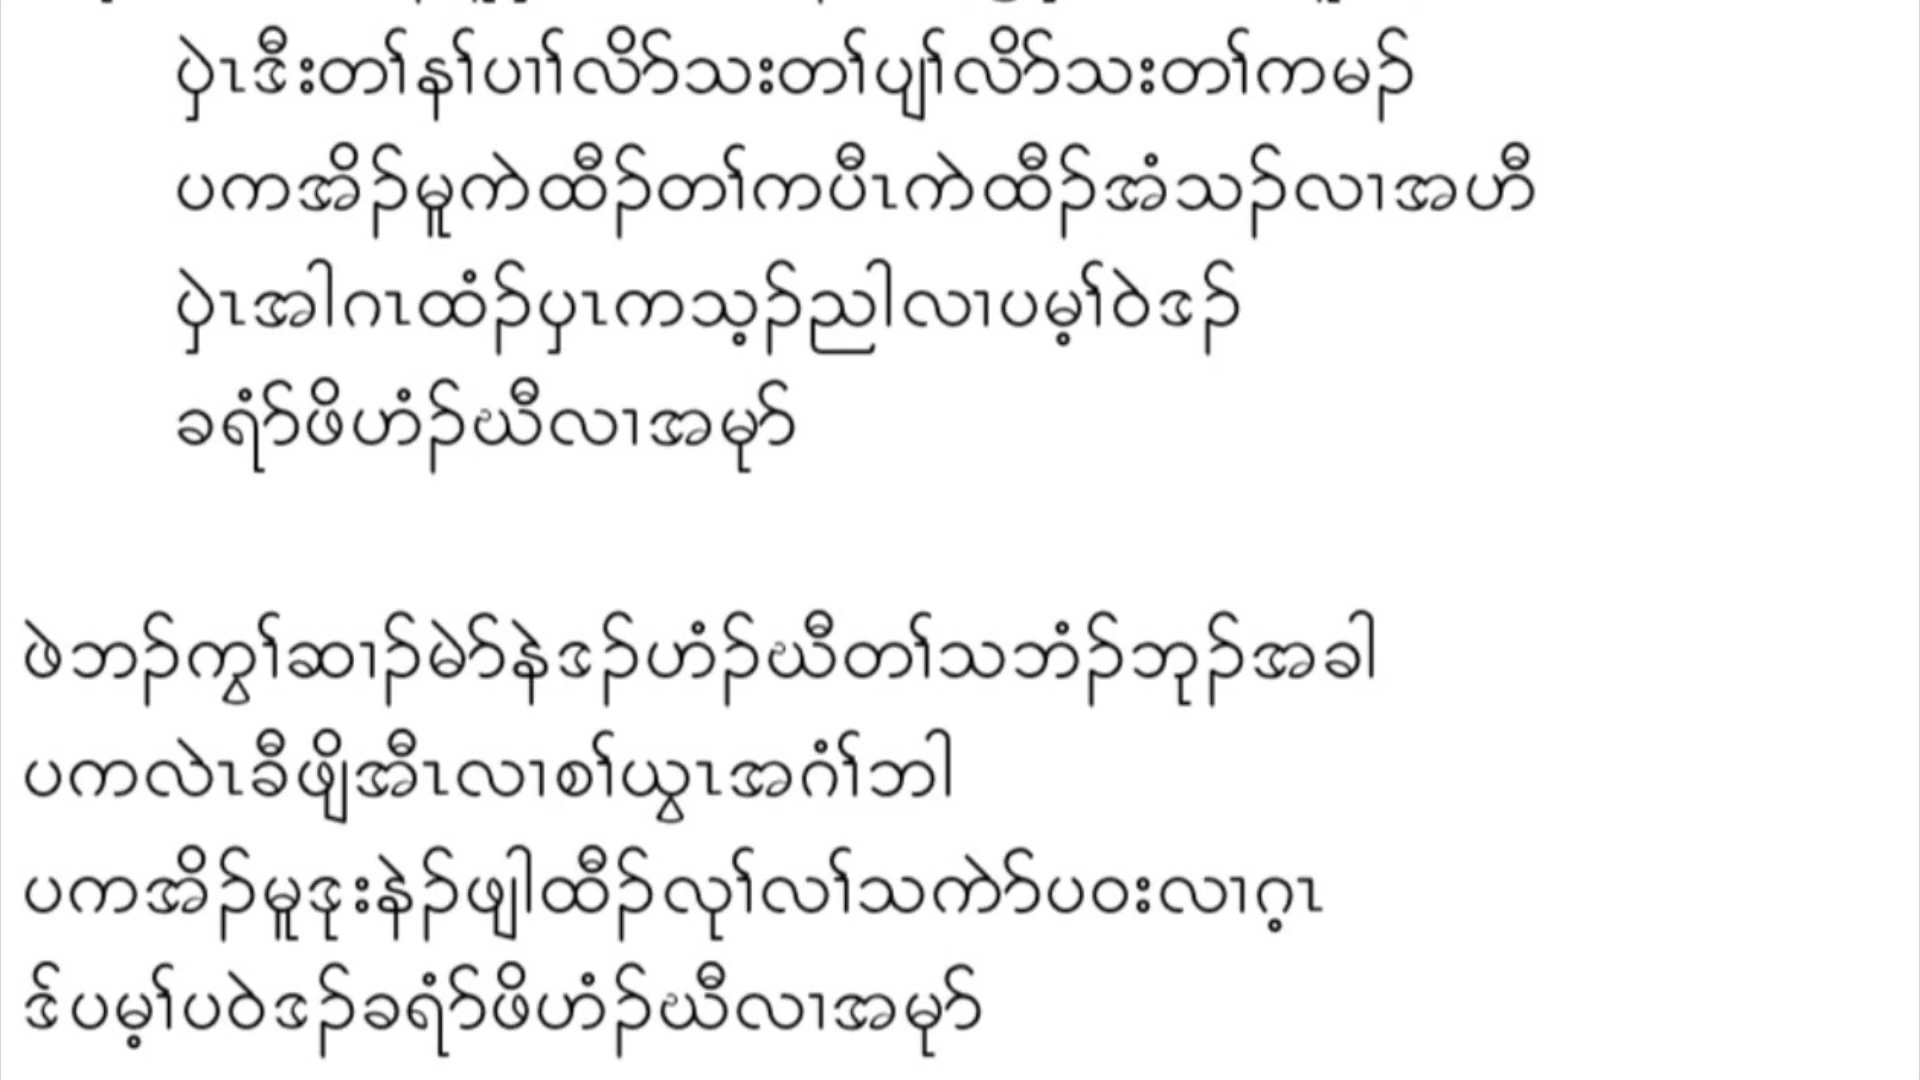 ပှဲၤဒီးတၢ်နၢ်ပၢၢ်လိာ်သးတၢ်ပျၢ်လိာ်သးတၢ်ကမၣ်
ပကအိၣ်မူကဲထီၣ်တၢ်ကပီၤကဲထီၣ်အံသၣ်လၢအဟီ
ပှဲၤအါဂၤထံၣ်ပှၤကသ့ၣ်ညါလၢပမ့ၢ်ဝဲဒၣ်
ခရံာ်ဖိဟံၣ်ဃီလၢအမုာ်
ဖဲဘၣ်ကွၢ်ဆၢၣ်မဲာ်နဲဒၣ်ဟံၣ်ဃီတၢ်သဘံၣ်ဘုၣ်အခါ
ပကလဲၤခီဖျိအီၤလၢစၢ်ယွၤအဂံၢ်ဘါ
ပကအိၣ်မူဒုးနဲၣ်ဖျါထီၣ်လုၢ်လၢ်သကဲာ်ပဝးလၢဂ့ၤ
ဒ်ပမ့ၢ်ပဝဲဒၣ်ခရံာ်ဖိဟံၣ်ဃီလၢအမုာ်